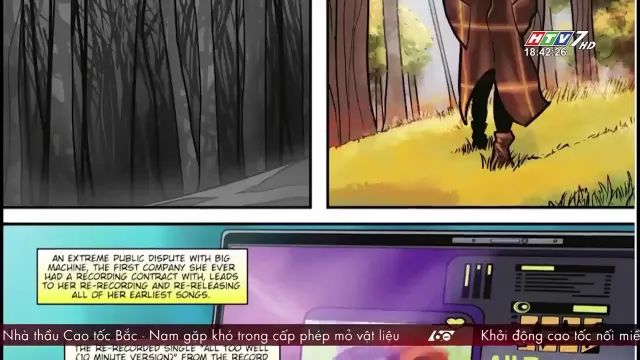 HTV7 HD
18:42:26
AN EXTREME PUBLIC DISPUTE WITH BIG
MACHINE, THE FIRST COMPANY SHE EVER
HAD A RECORDING CONTRACT WITH, LEADS
TO HER RE-RECORDING AND RE-RELEASING
ALL OF HER EARLIEST SONGS.
Nhà thầu Cao tốc Bắc - Nam gặp khó trong cấp phép mỏ vật liệu
Khởi động cao tốc nối miề
THE RE-RECORDED SINGLE "ALL TOO WELL
(10 MINUTE VERSION)" FROM THE RECORD